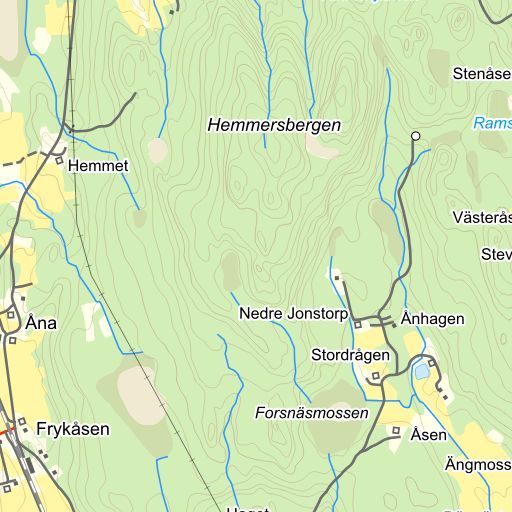 Stenåse
Hemmersbergen
Rams
Hemmet
Västerås
Stev
Nedre Jonstorp
Ånhagen
Åna
Stordrågen
Forsnäsmossen
Frykåsen
Åsen
Ängmoss